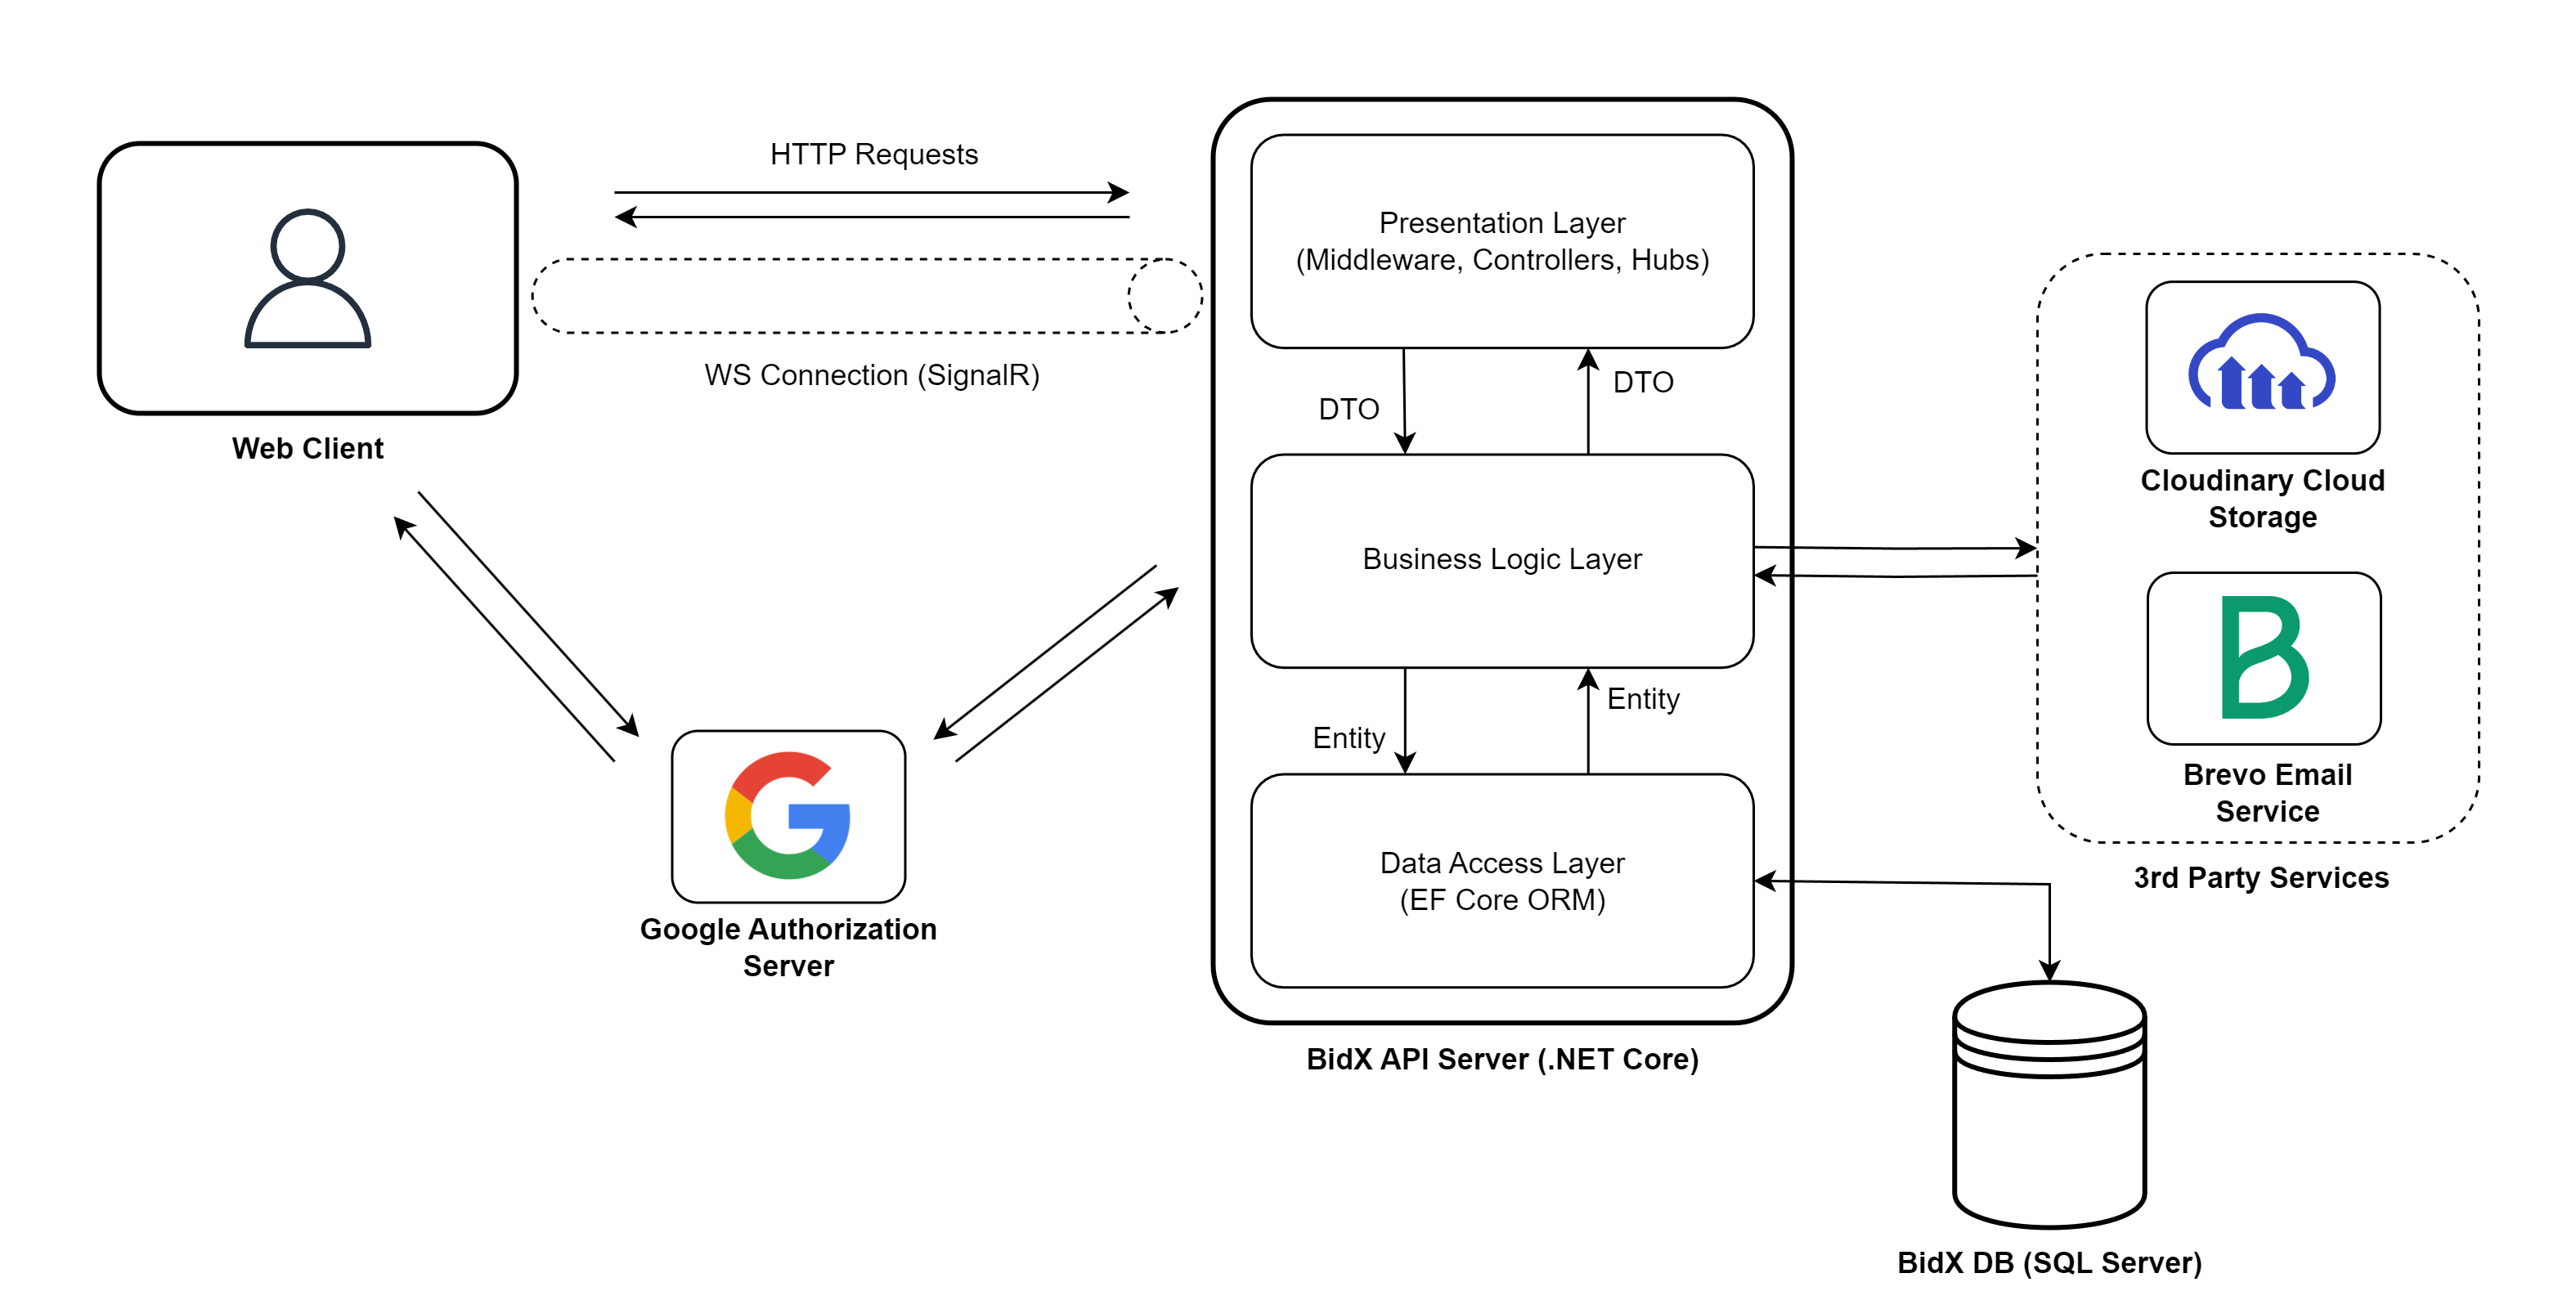 HTTP Requests
WS Connection (SignalR)
Web Client
Google Authorization
Server
Presentation Layer
(Middleware, Controllers, Hubs)
DTO
DTO
Business Logic Layer
Entity
Entity
Data Access Layer
(EF Core ORM)
BidX API Server (.NET Core)
Cloudinary Cloud
Storage
Brevo Email
Service
3rd Party Services
BidX DB (SQL Server)